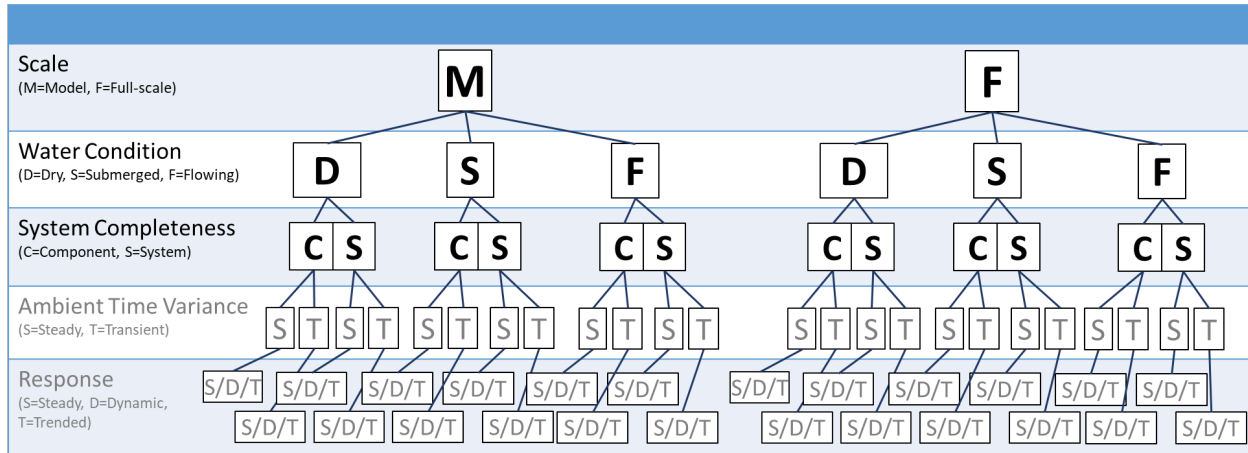 Scale
(M=Model, F=Full-scale)
M F
Water Condition
(D=Dry, S=Submerged, F=Flowing)
D S F D S F
System Completeness
(C=Component, S=System)
C S C S C S C S C S C S
Ambient Time Variance
(S=Steady, T=Transient)
S T S T S T S T S T S T S T S T S T S T S T S T
Response
(S=Steady, D=Dynamic,
T=Trended)
S/D/T S/D/T S/D/T S/D/T S/D/T S/D/T S/D/T S/D/T S/D/T S/D/T S/D/T S/D/T
S/D/T S/D/T S/D/T S/D/T S/D/T S/D/T S/D/T S/D/T S/D/T S/D/T S/D/T S/D/T